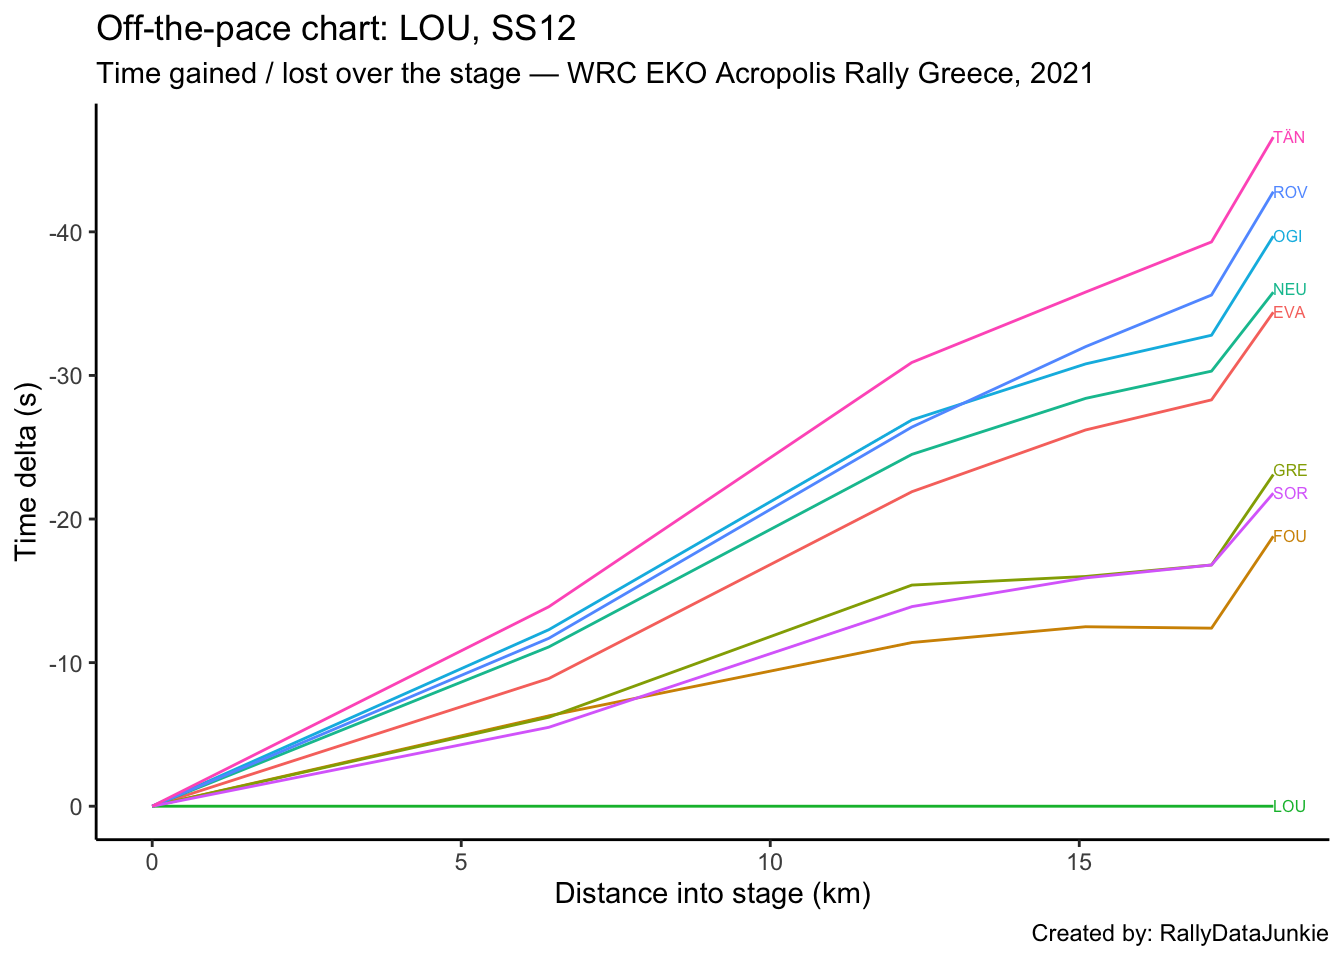 Off-the-pace chart: LOU, SS12
Time gained / lost over the stage — WRC EKO Acropolis Rally Greece, 2021
TÄN
ROV
-40
OGI
NEU
EVA
-30
Time delta (s)
GRE
SOR
-20
FOU
-10
0
LOU
0 5 10 15
Distance into stage (km)
Created by: RallyDataJunkie